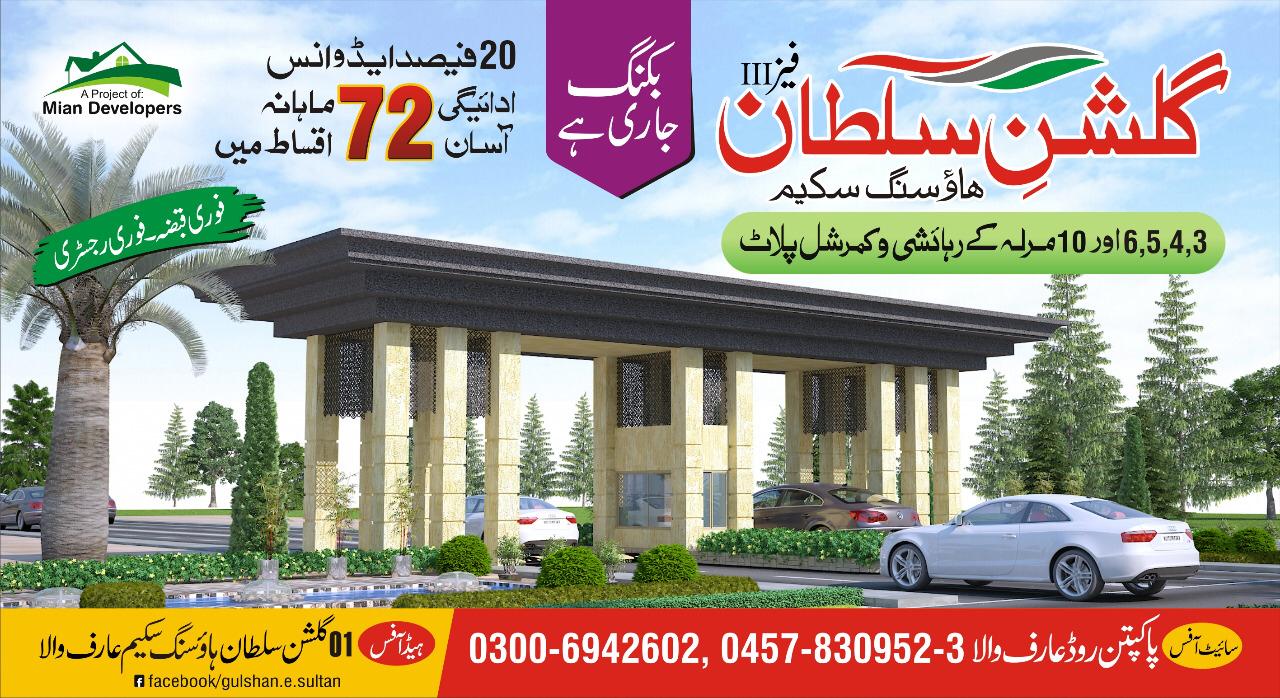 گلشنِ سلطان فیز III
ھاؤسنگ سکیم
3,4,5,6 اور 10 مرلہ کے رہائشی و کمرشل پلاٹ
بکنگ
جاری ہے
20 فیصد ایڈوانس
ادائیگی 72 ماہانہ
آسان اقساط میں
A Project of:
Mian Developers
فوری قبضہ ۔ فوری رجسٹری
سائیٹ آفس پاکپتن روڈ عارف والا 0300-6942602, 0457-830952-3
ہیڈ آفس 01 گلشن سلطان ہاؤسنگ سکیم عارف والا
facebook/gulshan.e.sultan